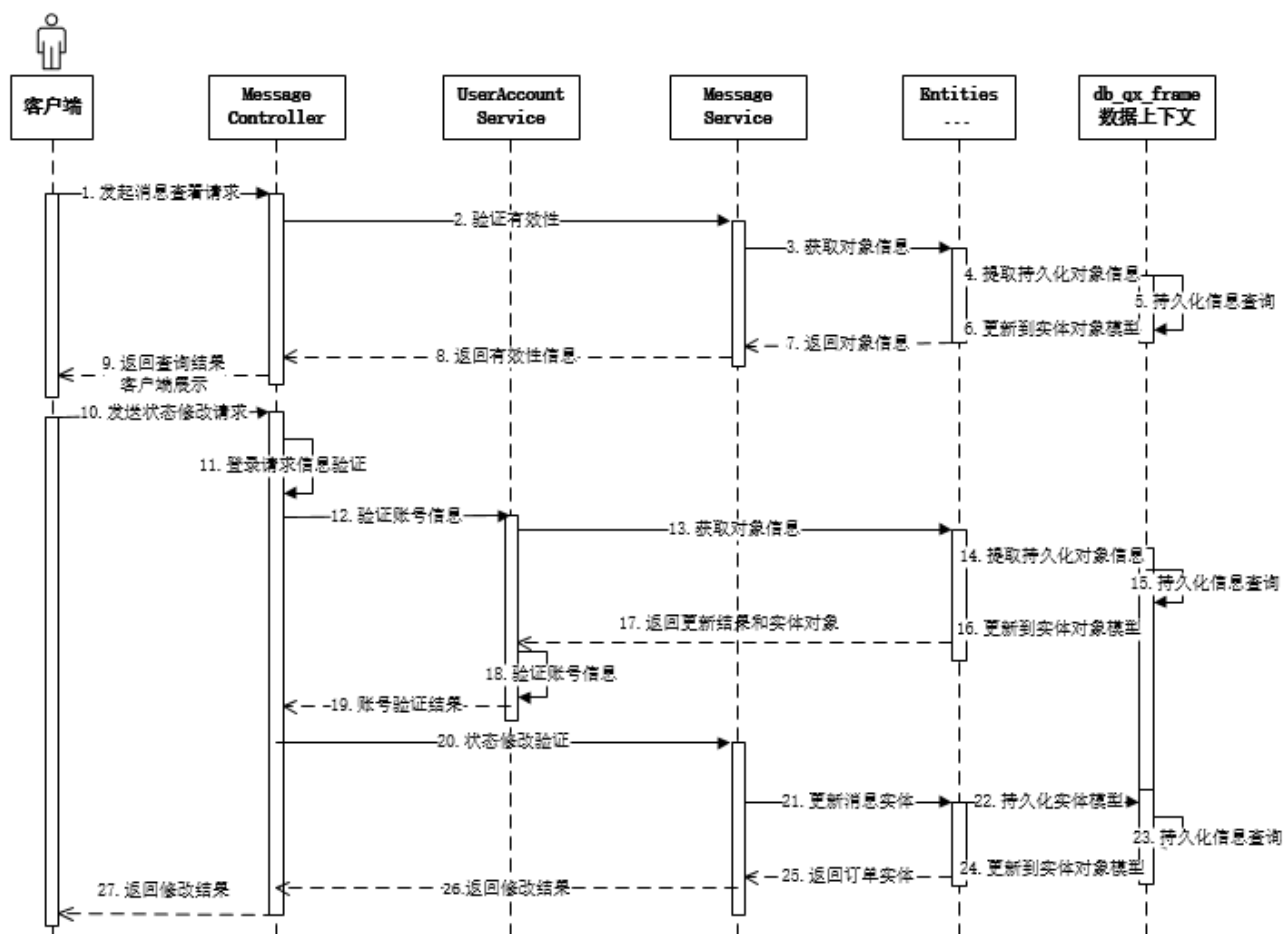 客户端
Message
Controller
UserAccount
Service
Message
Service
Entities
...
db_qx_frame
数据上下文
1.发起消息查看请求
2.验证有效性
3.获取对象信息
4.提取持久化对象信息
5.持久化信息查询
6.更新到实体对象模型
7.返回对象信息
8.返回有效性信息
9.返回查询结果
客户端展示
10.发送状态修改请求
11.登录请求信息验证
12.验证账号信息
13.获取对象信息
14.提取持久化对象信息
15.持久化信息查询
16.更新到实体对象模型
17.返回更新结果和实体对象
18.验证账号信息
19.账号验证结果
20.状态修改验证
21.更新消息实体
22.持久化实体模型
23.持久化信息查询
24.更新到实体对象模型
25.返回订单实体
26.返回修改结果
27.返回修改结果